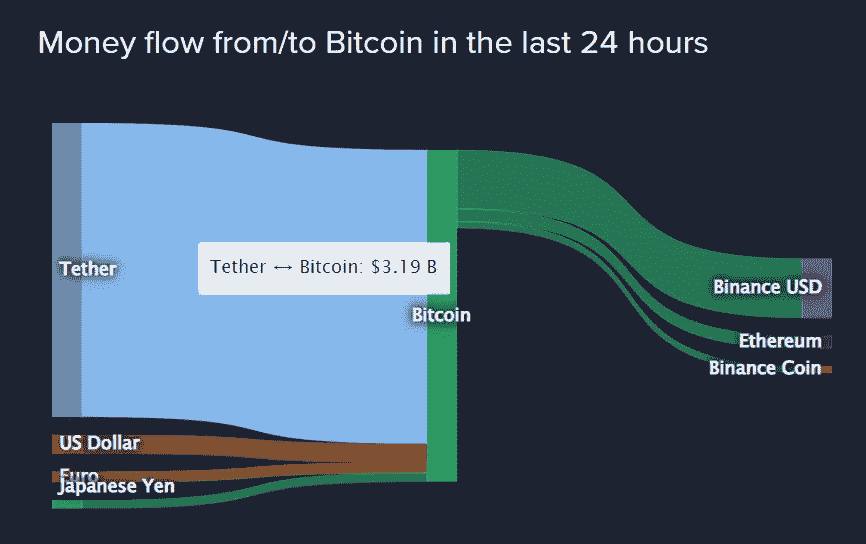 Money flow from/to Bitcoin in the last 24 hours
Tether
Tether ↔ Bitcoin: $3.19 B
Bitcoin
US Dollar
Euro
Japanese Yen
Binance USD
Ethereum
Binance Coin